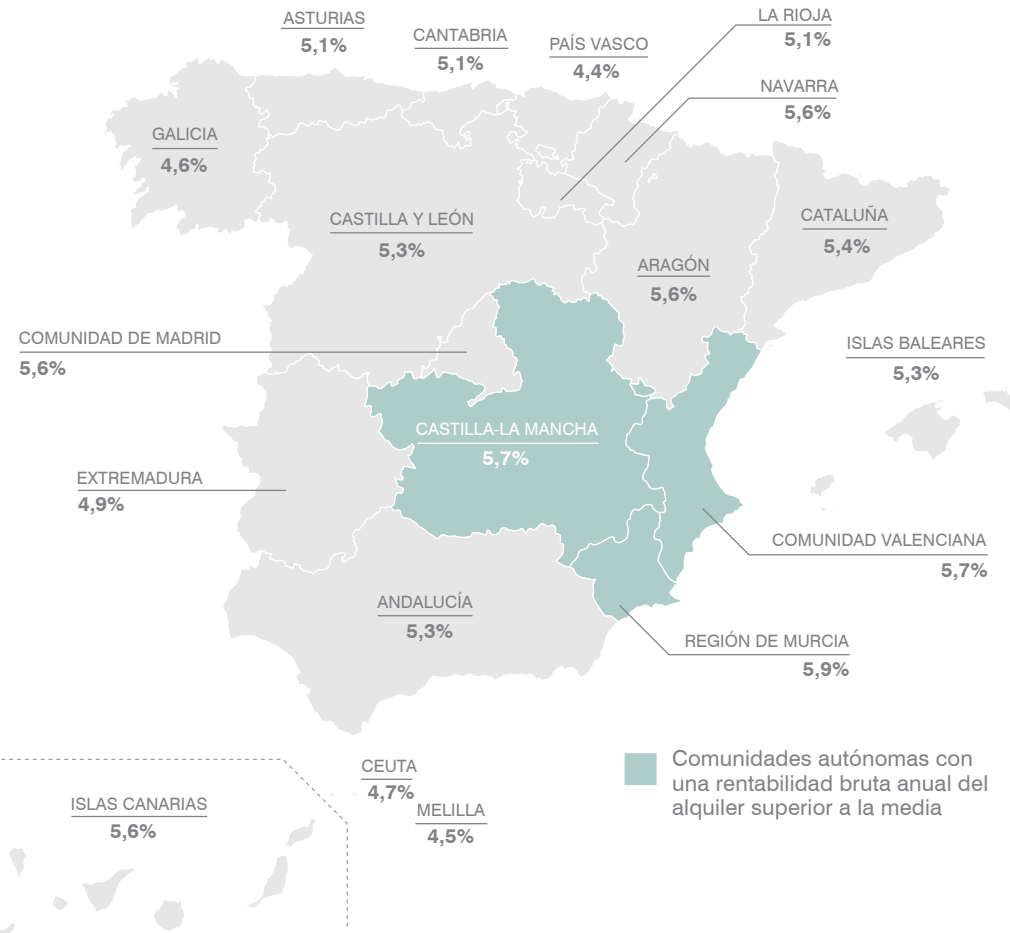 ASTURIAS
5,1%
CANTABRIA
5,1%
PAÍS VASCO
4,4%
LA RIOJA
5,1%
NAVARRA
5,6%
GALICIA
4,6%
CASTILLA Y LEÓN
5,3%
ARAGÓN
5,6%
CATALUÑA
5,4%
COMUNIDAD DE MADRID
5,6%
ISLAS BALEARES
5,3%
CASTILLA-LA MANCHA
5,7%
EXTREMADURA
4,9%
COMUNIDAD VALENCIANA
5,7%
ANDALUCÍA
5,3%
REGIÓN DE MURCIA
5,9%
CEUTA
4,7%
MELILLA
4,5%
ISLAS CANARIAS
5,6%
Comunidades autónomas con
una rentabilidad bruta anual del
alquiler superior a la media